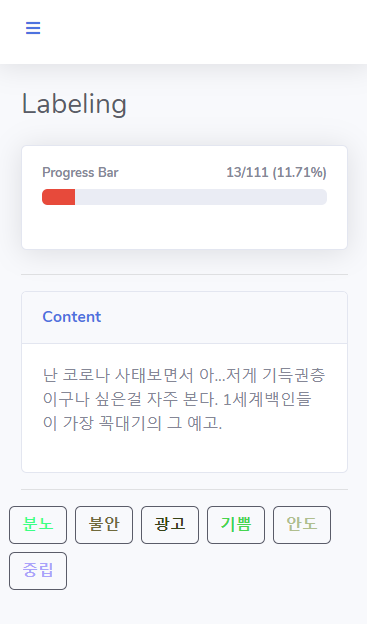 Labeling
Progress Bar 13/111 (11.71%)
Content
난 코로나 사태보면서 아...저게 기득권층
이구나 싶은걸 자주 본다. 1세계백인들
이 가장 꼭대기의 그 예고.
분노 불안 광고 기쁨 안도
중립